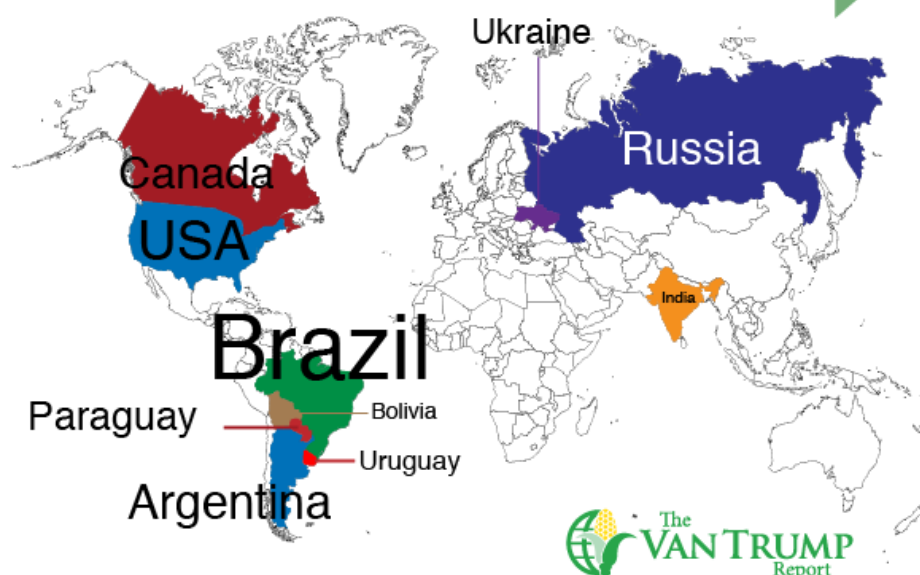 Ukraine
Russia
Canada
USA
India
Brazil
Paraguay
Bolivia
Uruguay
Argentina
The
VAN TRUMP
Report